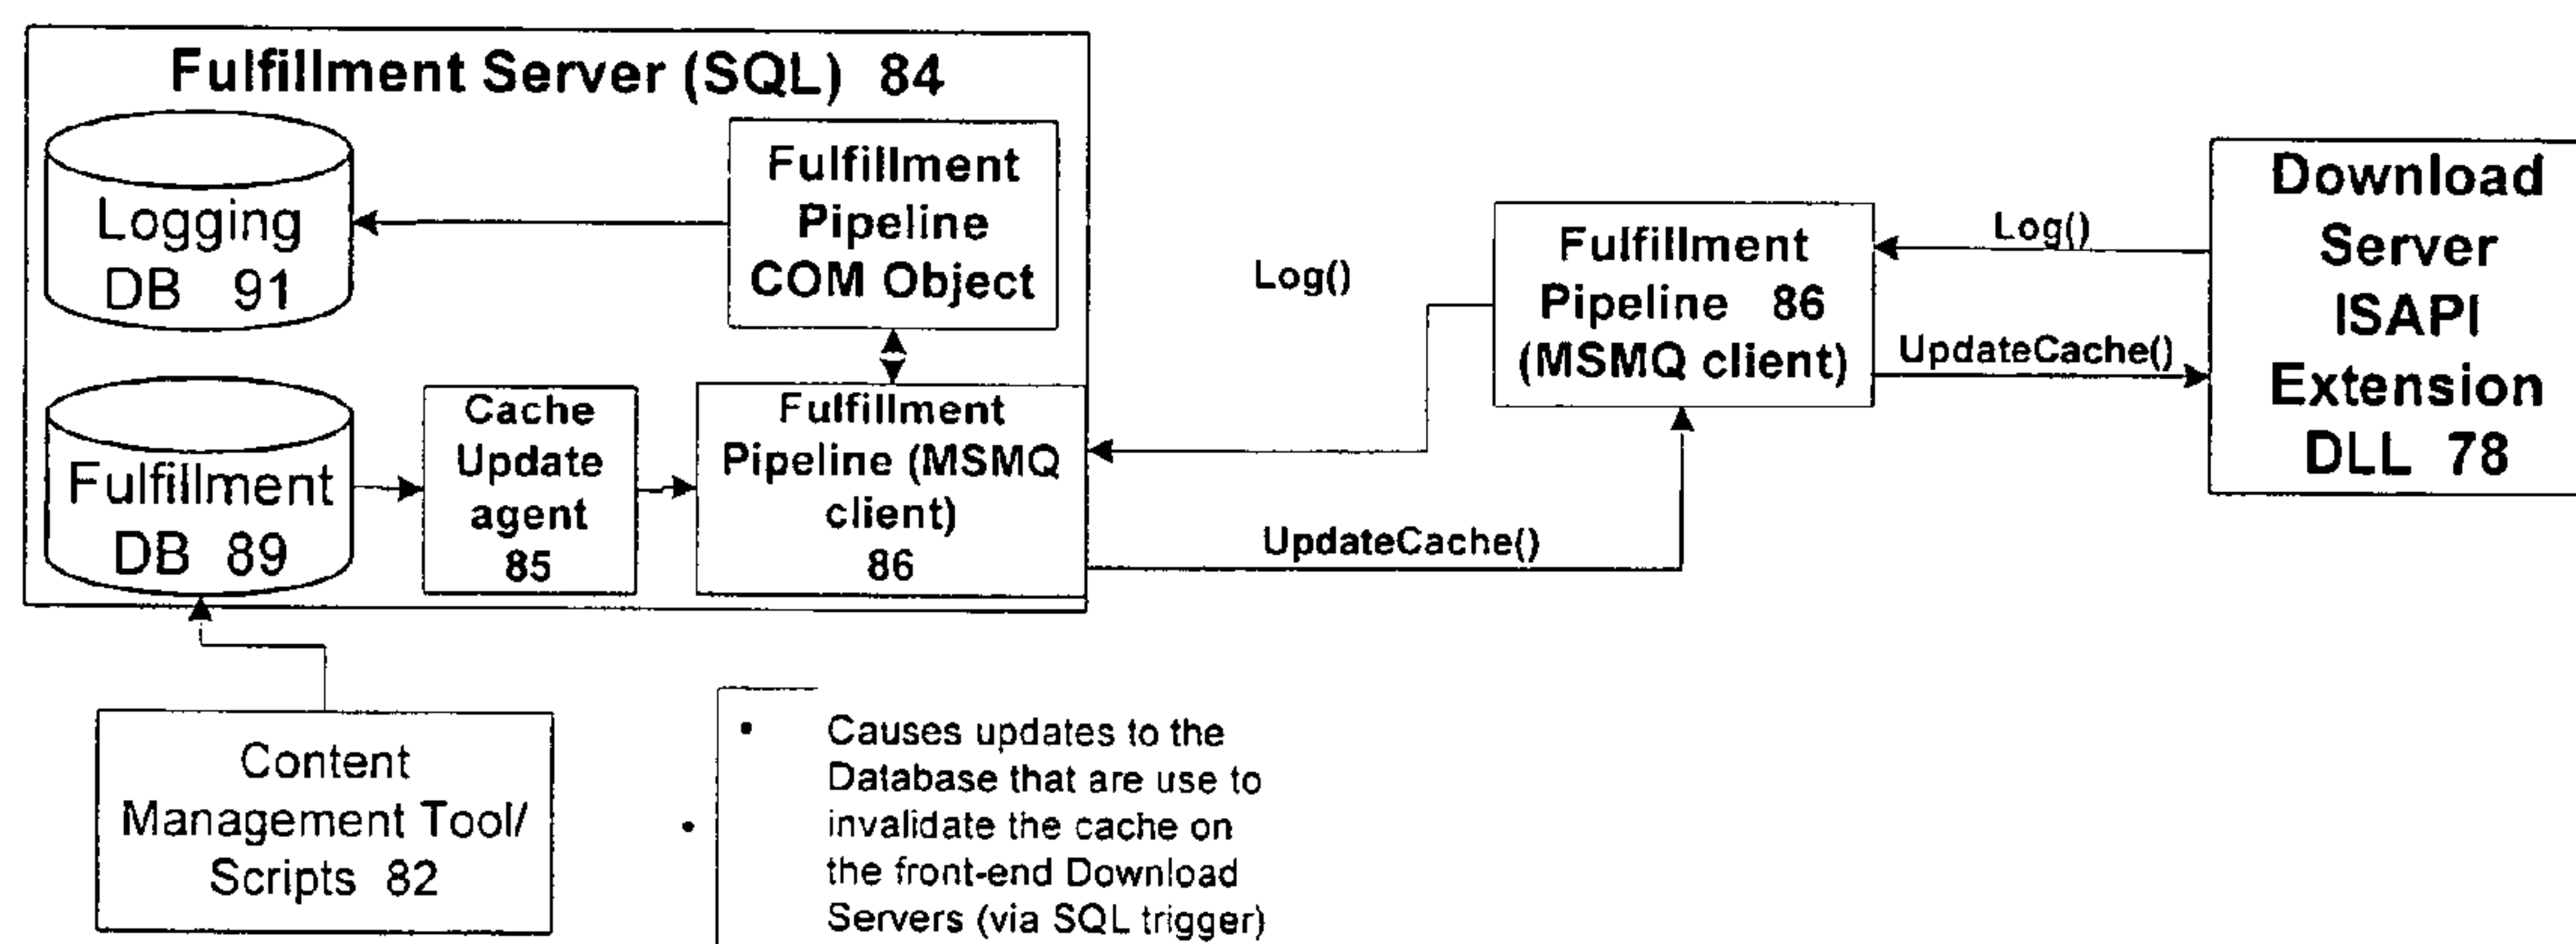 Fulfillment Server (SQL) 84
Logging
DB 91
Fulfillment
Pipeline
COM Object
Fulfillment
DB 89
Cache
Update
agent
85
Fulfillment
Pipeline (MSMQ
client)
86
Log()
UpdateCache()
Fulfillment
Pipeline 86
(MSMQ client)
Log()
UpdateCache()
Download
Server
ISAPI
Extension
DLL 78
Content
Management Tool/
Scripts 82
• Causes updates to the
Database that are use to
• invalidate the cache on
the front-end Download
Servers (via SQL trigger)